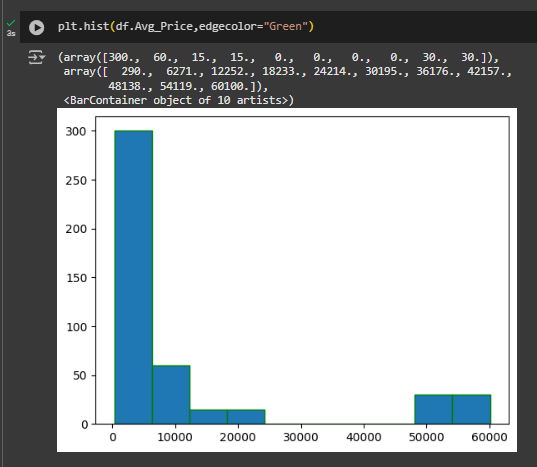 3s
plt.hist(df.Avg_Price,edgecolor="Green")
(array([300.,  60.,  15.,  15.,   0.,   0.,   0.,   0.,  30.,  30.]),
array([  290.,  6271., 12252., 18233., 24214., 30195., 36176., 42157.,
48138., 54119., 60100.]),
<BarContainer object of 10 artists>)
300
250
200
150
100
50
0
0 10000 20000 30000 40000 50000 60000